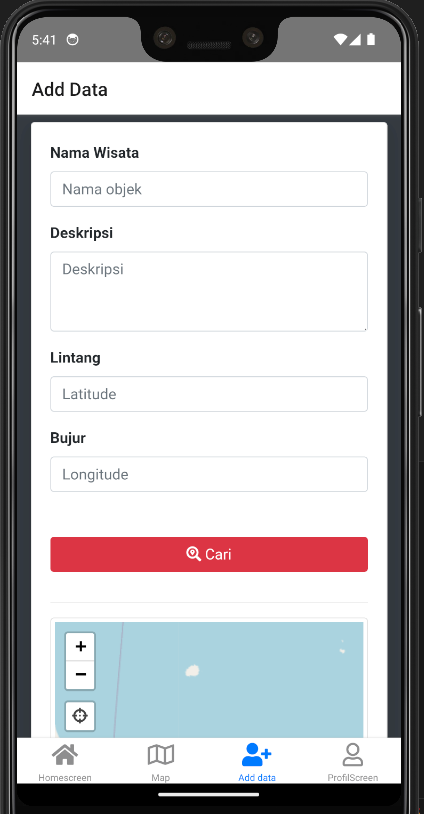 5:41
Add Data
Nama Wisata
Nama objek
Deskripsi
Deskripsi
Lintang
Latitude
Bujur
Longitude
Cari
+
−
Homescreen
Map
Add data
ProfilScreen